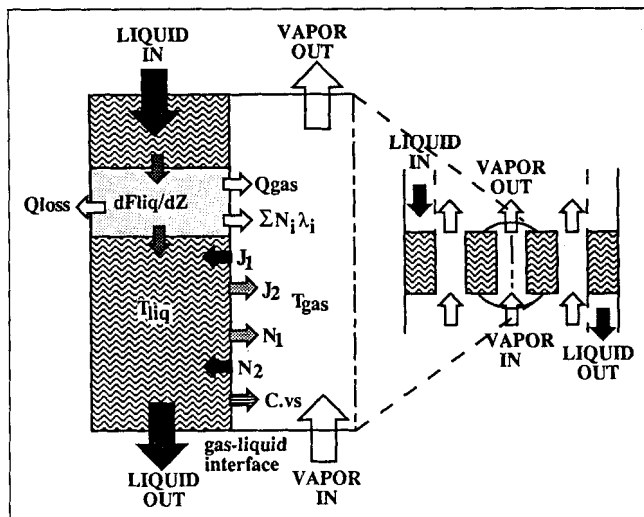 LIQUID
IN
VAPOR
OUT
Qloss
dFliq/dZ
Qgas
ΣNᵢλᵢ
J₁
J₂
Tliq
Tgas
N₁
N₂
C.vs
gas-liquid
interface
LIQUID
OUT
VAPOR
IN
LIQUID
IN
VAPOR
OUT
VAPOR
IN
LIQUID
OUT